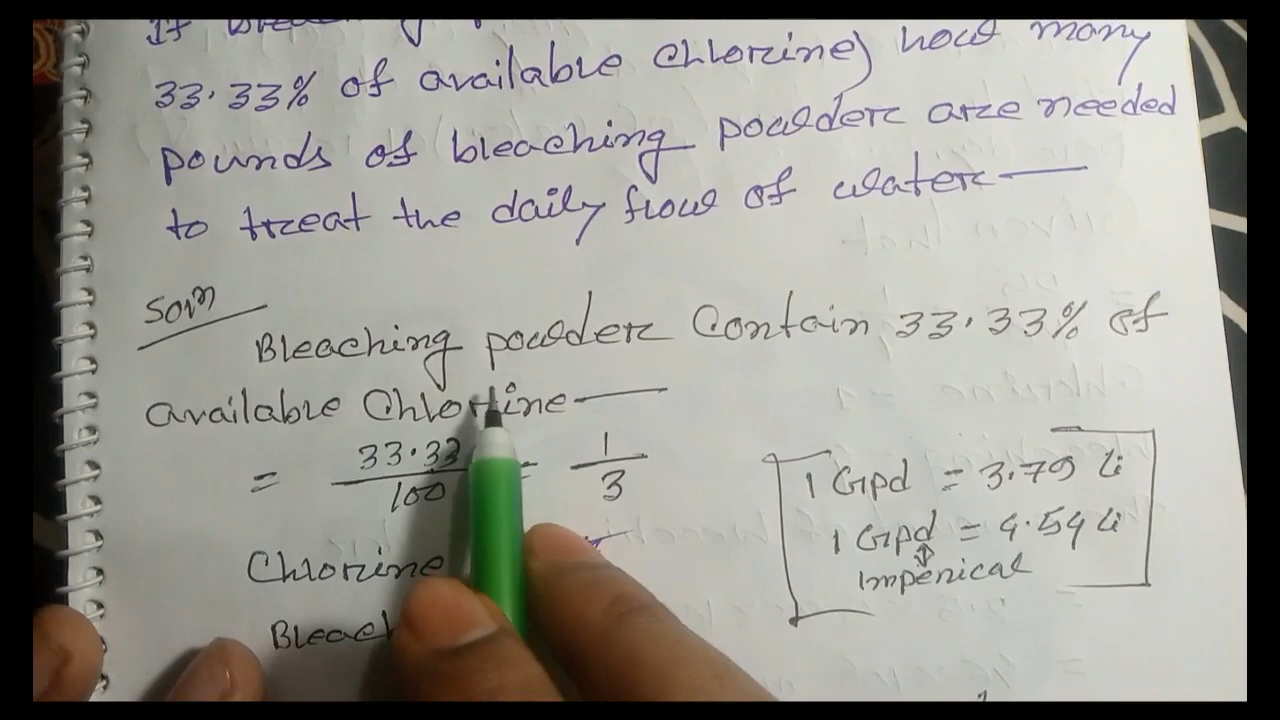 If
33.33% of available Chlorine) how many
pounds of bleaching powder are needed
to treat the daily flow of water
Soln
Bleaching powder Contain 33.33% of
available Chlorine
= 33.33/100 = 1/3
1 Gpd = 3.79 Li
1 Gpd = 4.54 Li
Imperical
Chlorine
Bleach